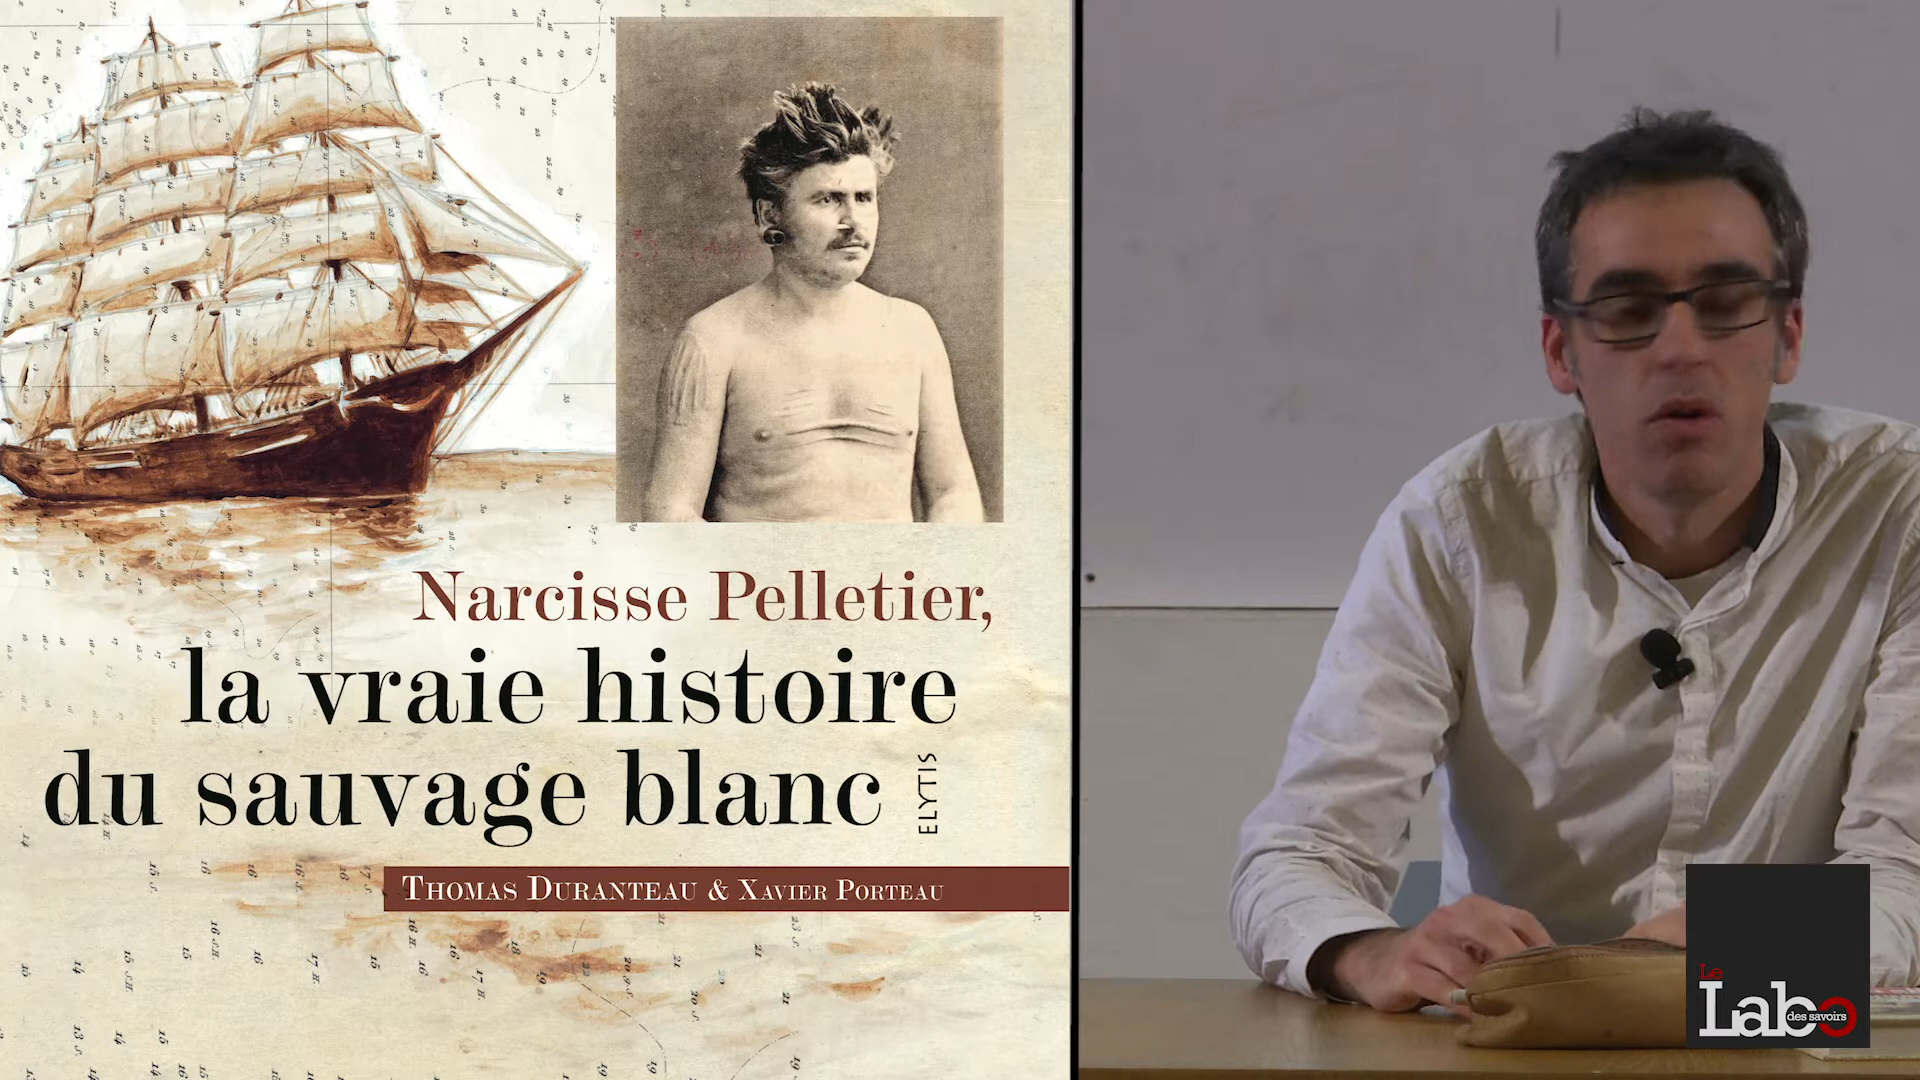 Narcisse Pelletier,
la vraie histoire
du sauvage blanc
ELYTIS
THOMAS DURANTEAU & XAVIER PORTEAU
Le
Labo
des savoirs